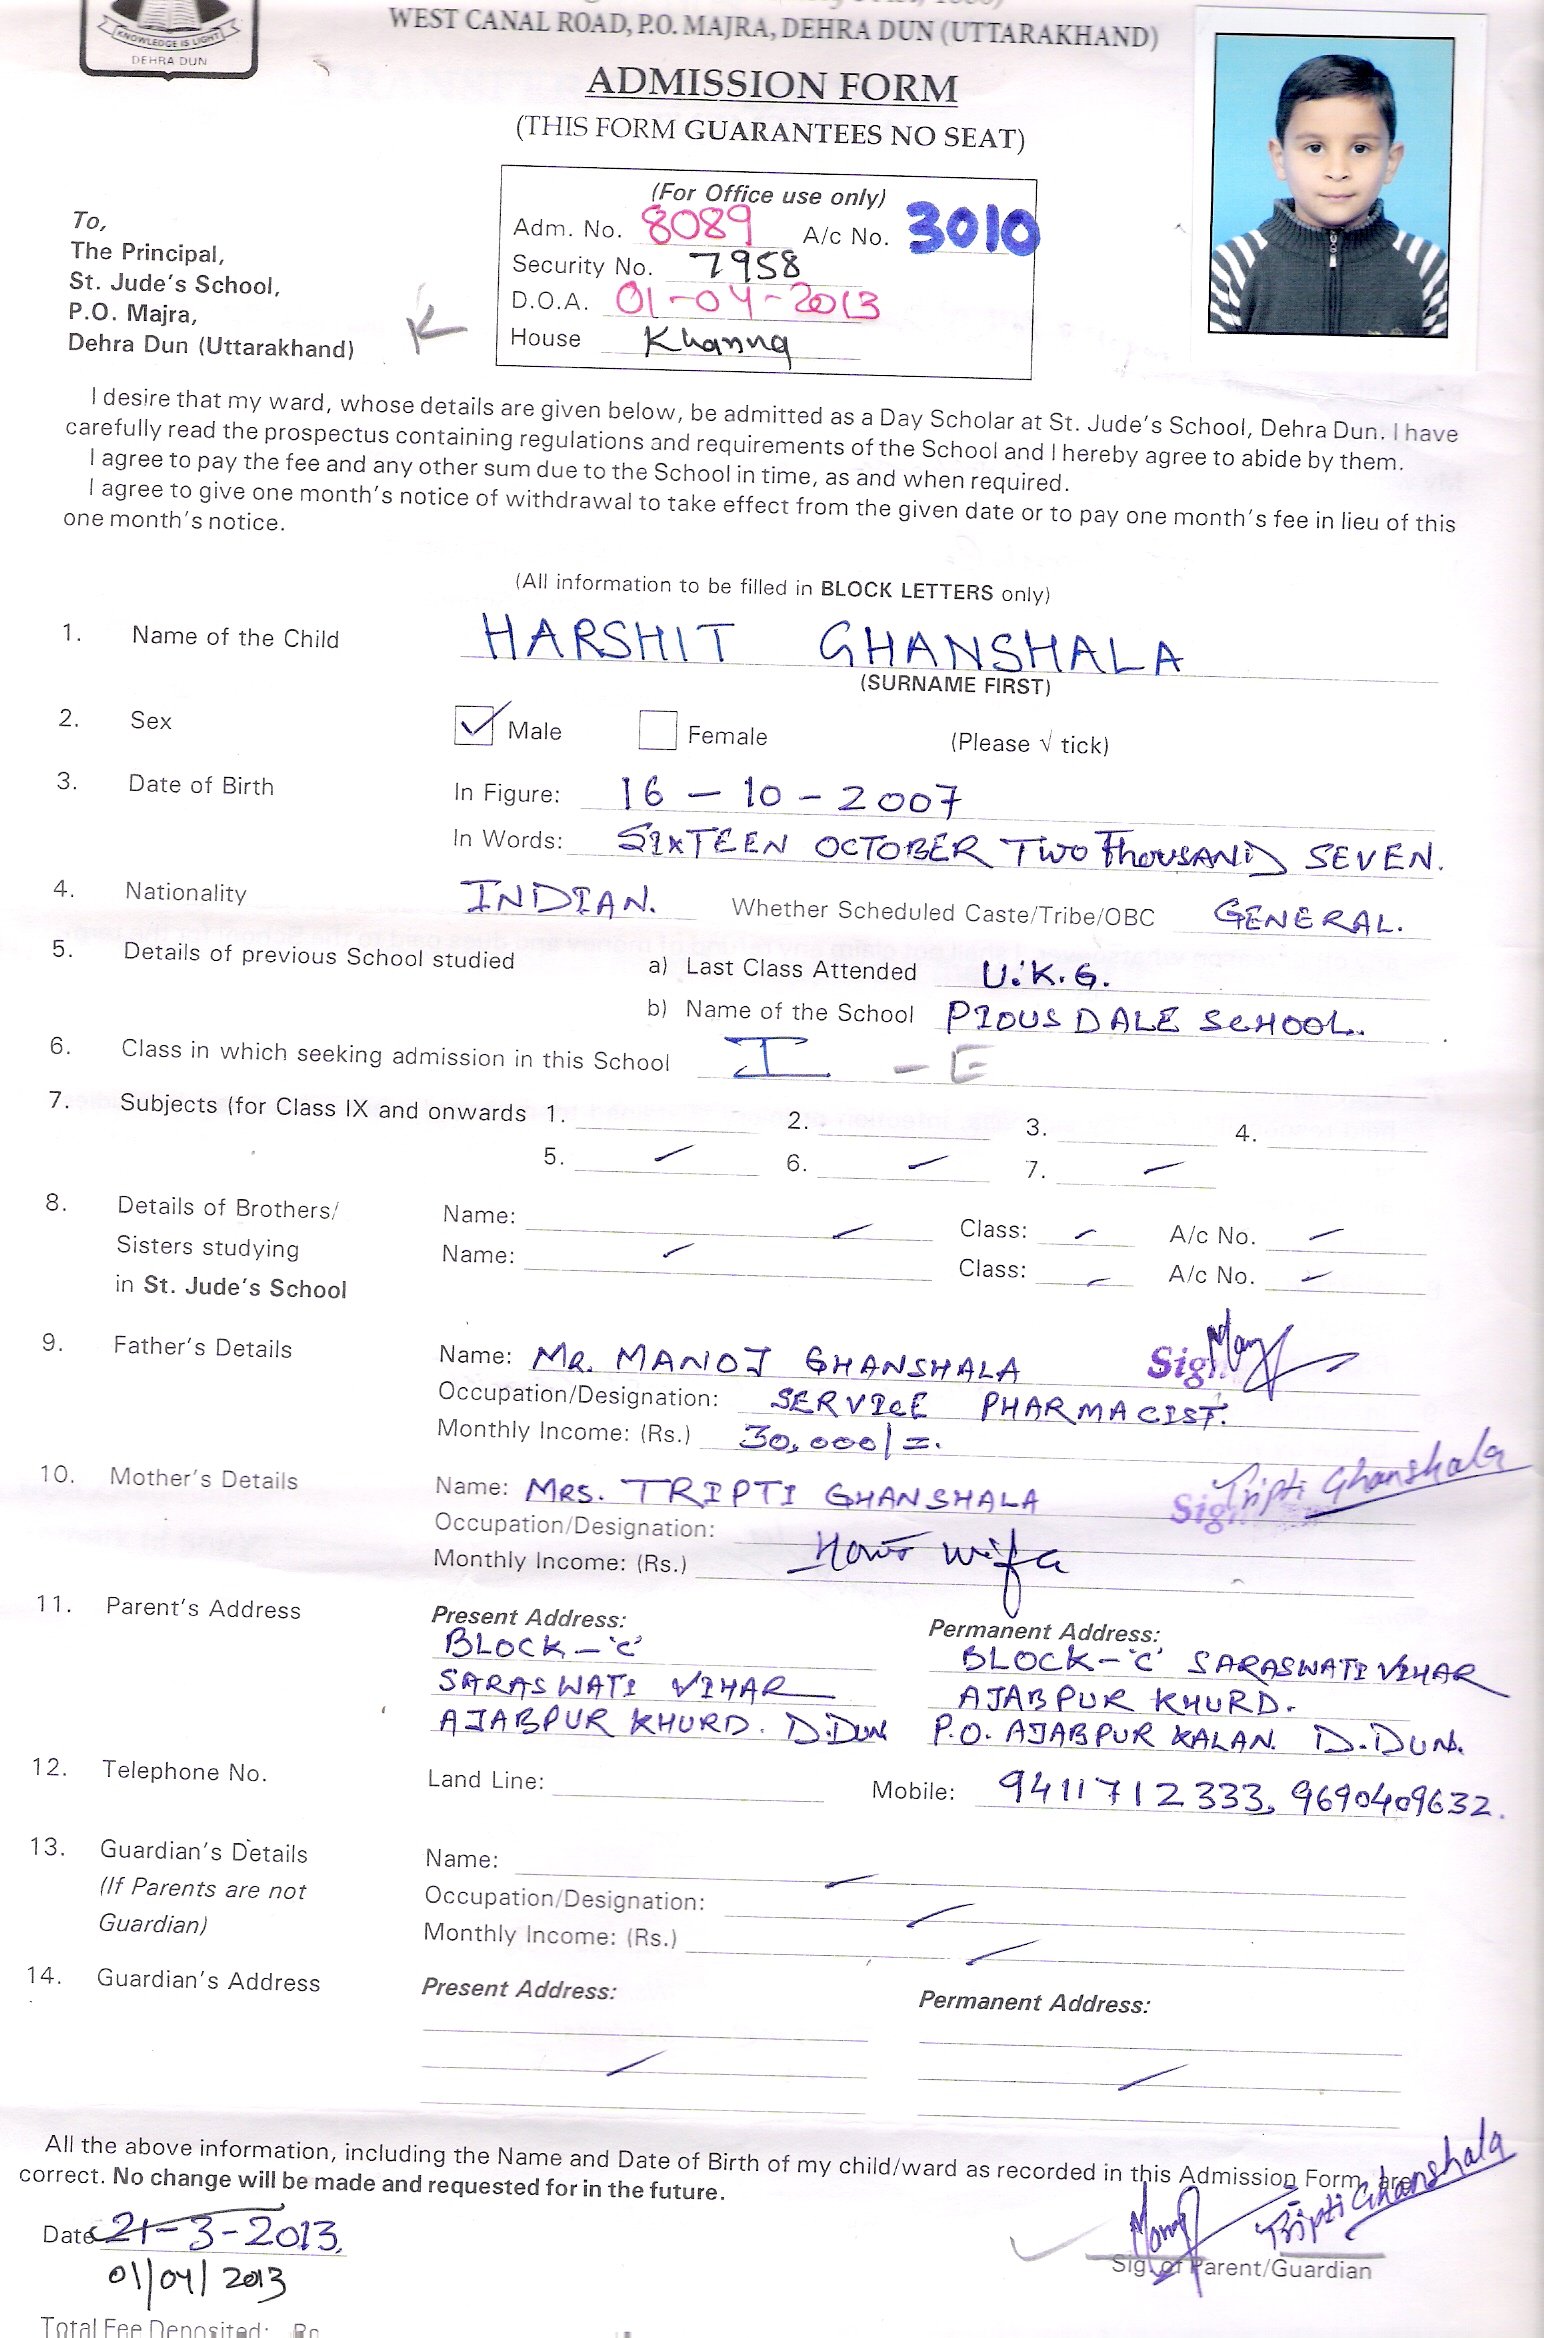 KNOWLEDGE IS LIGHT
DEHRA DUN
WEST CANAL ROAD, P.O. MAJRA, DEHRA DUN (UTTARAKHAND)
ADMISSION FORM
(THIS FORM GUARANTEES NO SEAT)
(For Office use only)
Adm. No. 8089 A/c No. 3010
Security No. 7958
D.O.A. 01-04-2013
House Khanna
To,
The Principal,
St. Jude's School,
P.O. Majra,
Dehra Dun (Uttarakhand)
K
I desire that my ward, whose details are given below, be admitted as a Day Scholar at St. Jude's School, Dehra Dun. I have
carefully read the prospectus containing regulations and requirements of the School and I hereby agree to abide by them.
I agree to pay the fee and any other sum due to the School in time, as and when required.
I agree to give one month's notice of withdrawal to take effect from the given date or to pay one month's fee in lieu of this
one month's notice.
(All information to be filled in BLOCK LETTERS only)
1. Name of the Child HARSHIT GHANSHALA
(SURNAME FIRST)
2. Sex ✓ Male Female (Please √ tick)
3. Date of Birth In Figure: 16 - 10 - 2007
In Words: SIXTEEN OCTOBER TWO THOUSAND SEVEN.
4. Nationality INDIAN. Whether Scheduled Caste/Tribe/OBC GENERAL.
5. Details of previous School studied a) Last Class Attended U.K.G.
b) Name of the School PIOUS DALE SCHOOL.
6. Class in which seeking admission in this School I - E
7. Subjects (for Class IX and onwards 1. 2. 3. 4.
5. 6. 7.
8. Details of Brothers/ Name: Class: A/c No.
Sisters studying Name: Class: A/c No.
in St. Jude's School
9. Father's Details Name: MR. MANOJ GHANSHALA Sig
Occupation/Designation: SERVICE PHARMACIST.
Monthly Income: (Rs.) 30,000/=.
10. Mother's Details Name: MRS. TRIPTI GHANSHALA Sig Tripti Ghanshala
Occupation/Designation:
Monthly Income: (Rs.) wife
11. Parent's Address Present Address: Permanent Address:
BLOCK-'C' BLOCK-'C' SARASWATI VIHAR
SARASWATI VIHAR AJABPUR KHURD.
AJABPUR KHURD. D.DUN P.O. AJABPUR KALAN. D.DUN.
12. Telephone No. Land Line: Mobile: 9411712333, 9690409632.
13. Guardian's Details Name:
(If Parents are not Occupation/Designation:
Guardian) Monthly Income: (Rs.)
14. Guardian's Address Present Address: Permanent Address:
All the above information, including the Name and Date of Birth of my child/ward as recorded in this Admission Form, are
correct. No change will be made and requested for in the future.
Date 21-3-2013. Tripti Ghanshala
01/04/2013 Sig. of Parent/Guardian
Total Fee Deposited: Rs